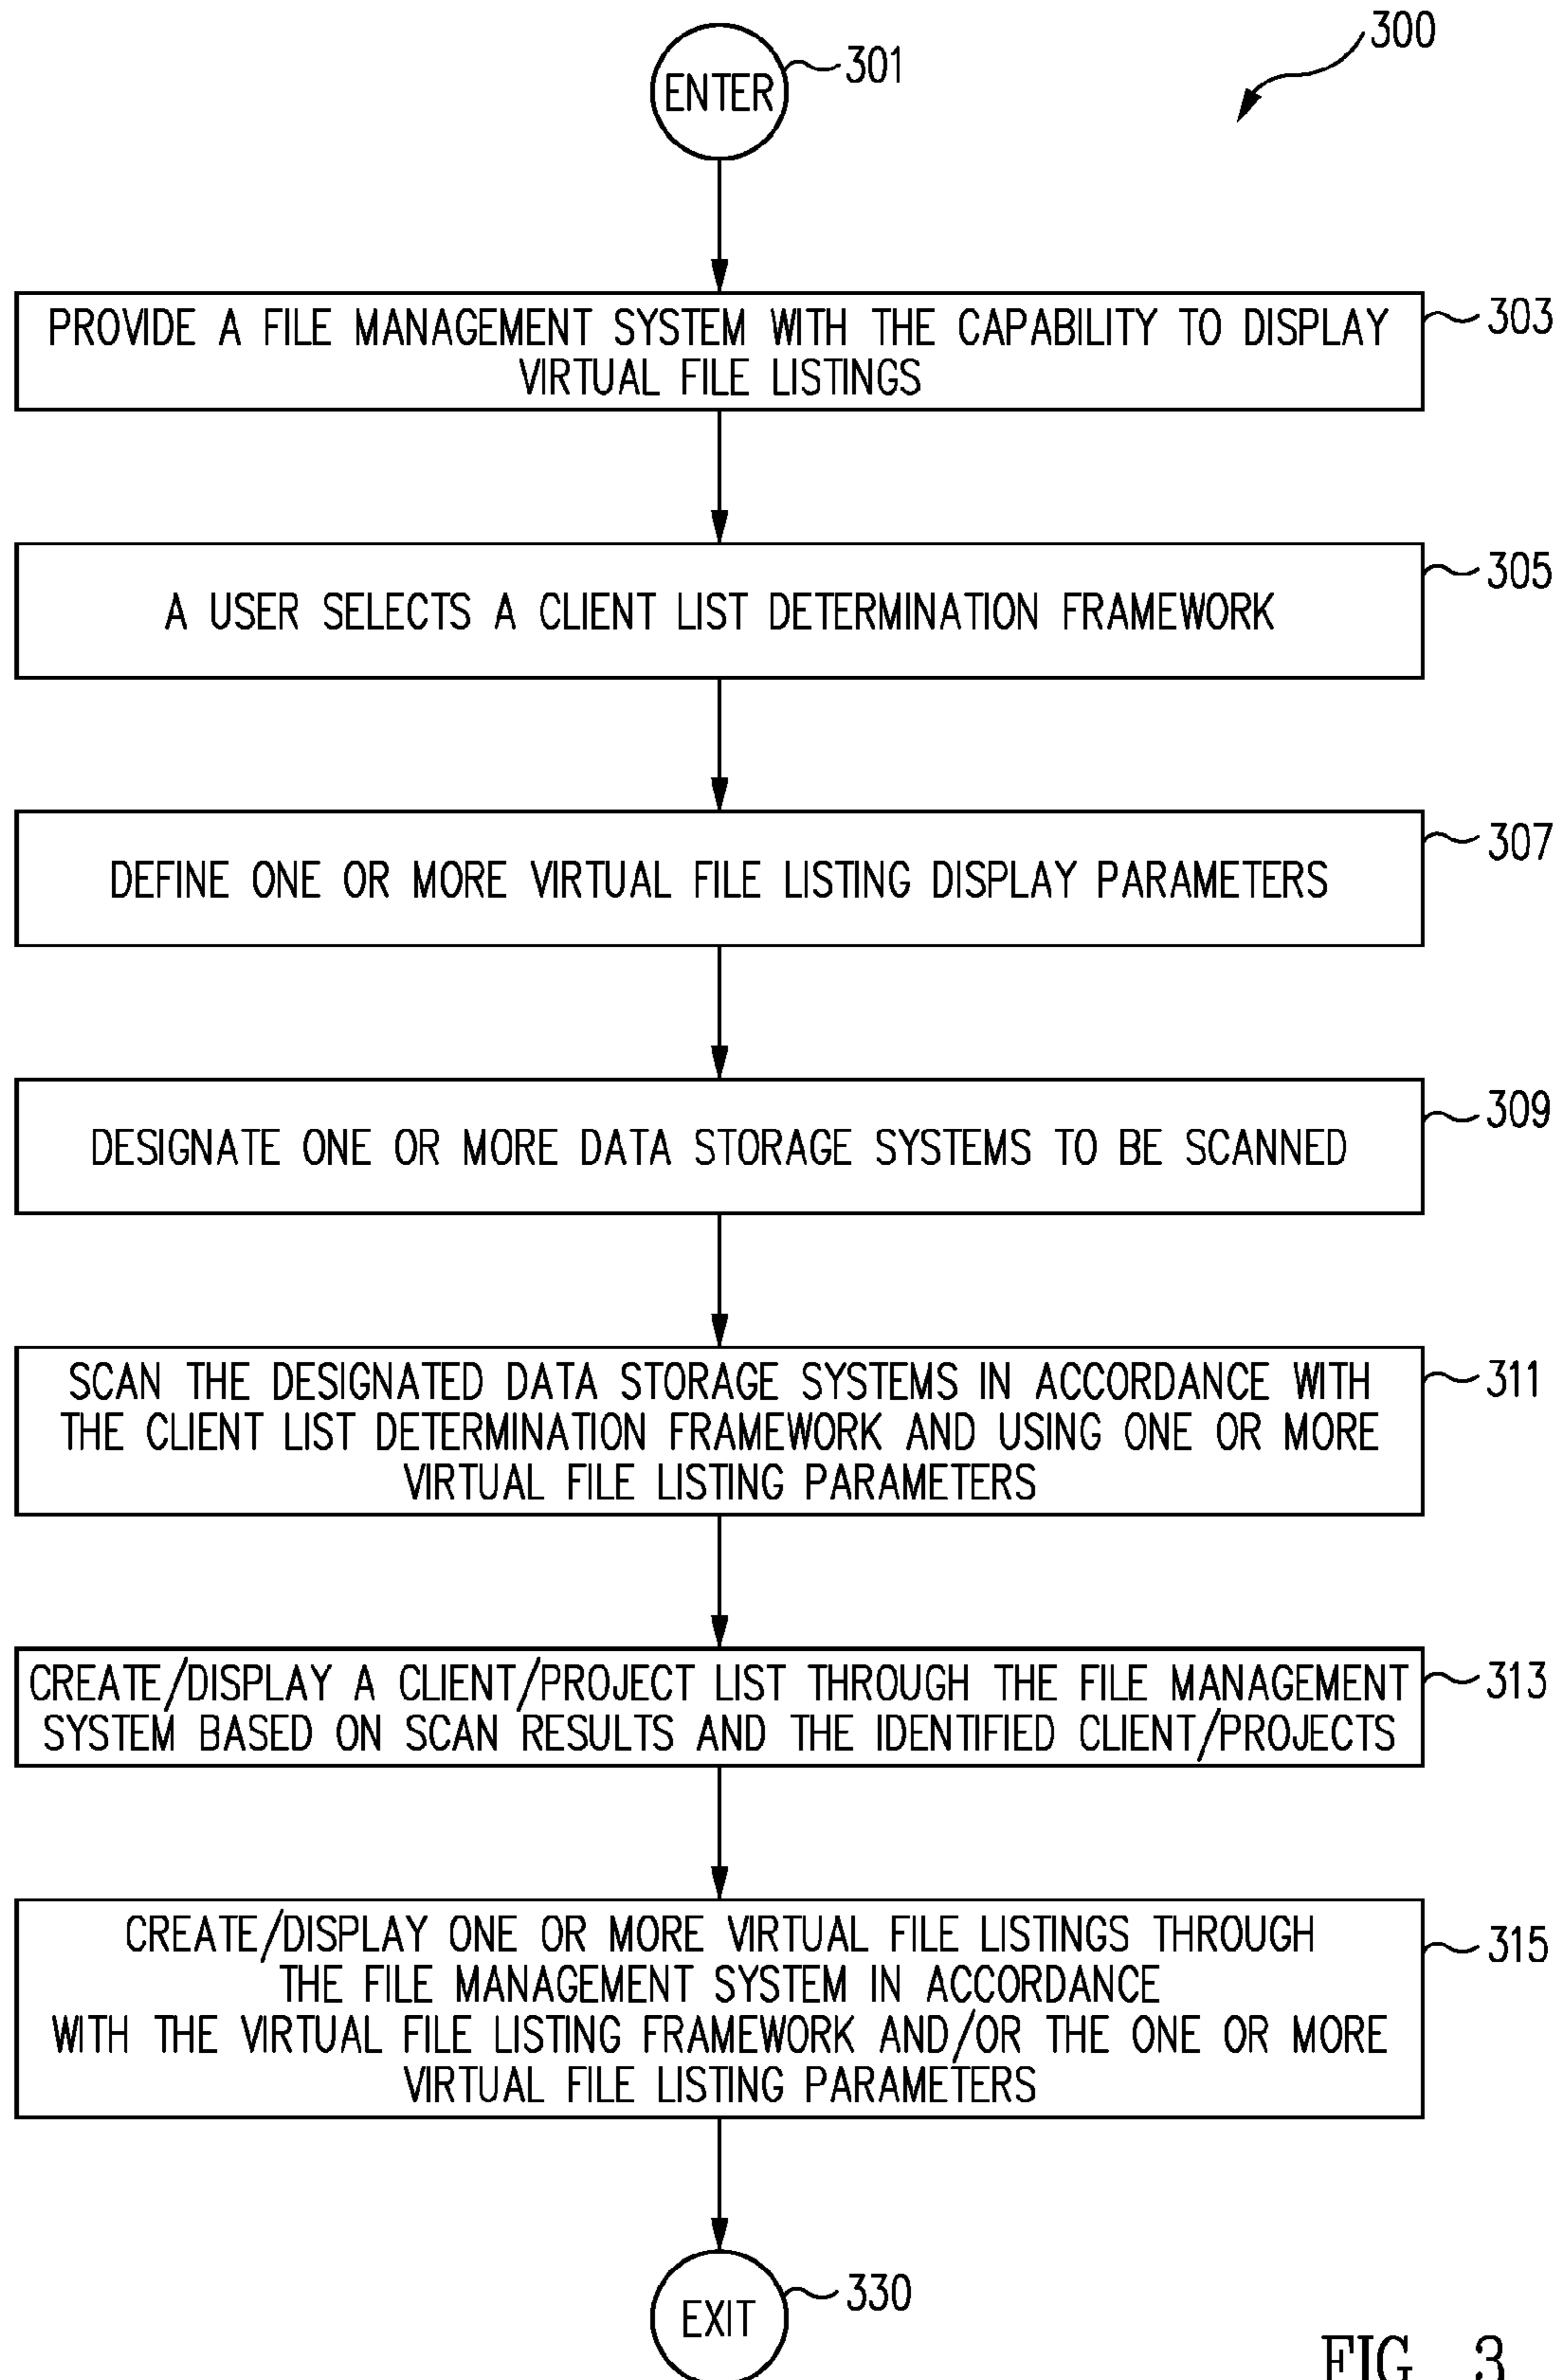 300
ENTER
301
PROVIDE A FILE MANAGEMENT SYSTEM WITH THE CAPABILITY TO DISPLAY
VIRTUAL FILE LISTINGS
303
A USER SELECTS A CLIENT LIST DETERMINATION FRAMEWORK
305
DEFINE ONE OR MORE VIRTUAL FILE LISTING DISPLAY PARAMETERS
307
DESIGNATE ONE OR MORE DATA STORAGE SYSTEMS TO BE SCANNED
309
SCAN THE DESIGNATED DATA STORAGE SYSTEMS IN ACCORDANCE WITH
THE CLIENT LIST DETERMINATION FRAMEWORK AND USING ONE OR MORE
VIRTUAL FILE LISTING PARAMETERS
311
CREATE/DISPLAY A CLIENT/PROJECT LIST THROUGH THE FILE MANAGEMENT
SYSTEM BASED ON SCAN RESULTS AND THE IDENTIFIED CLIENT/PROJECTS
313
CREATE/DISPLAY ONE OR MORE VIRTUAL FILE LISTINGS THROUGH
THE FILE MANAGEMENT SYSTEM IN ACCORDANCE
WITH THE VIRTUAL FILE LISTING FRAMEWORK AND/OR THE ONE OR MORE
VIRTUAL FILE LISTING PARAMETERS
315
EXIT
330
FIG. 3